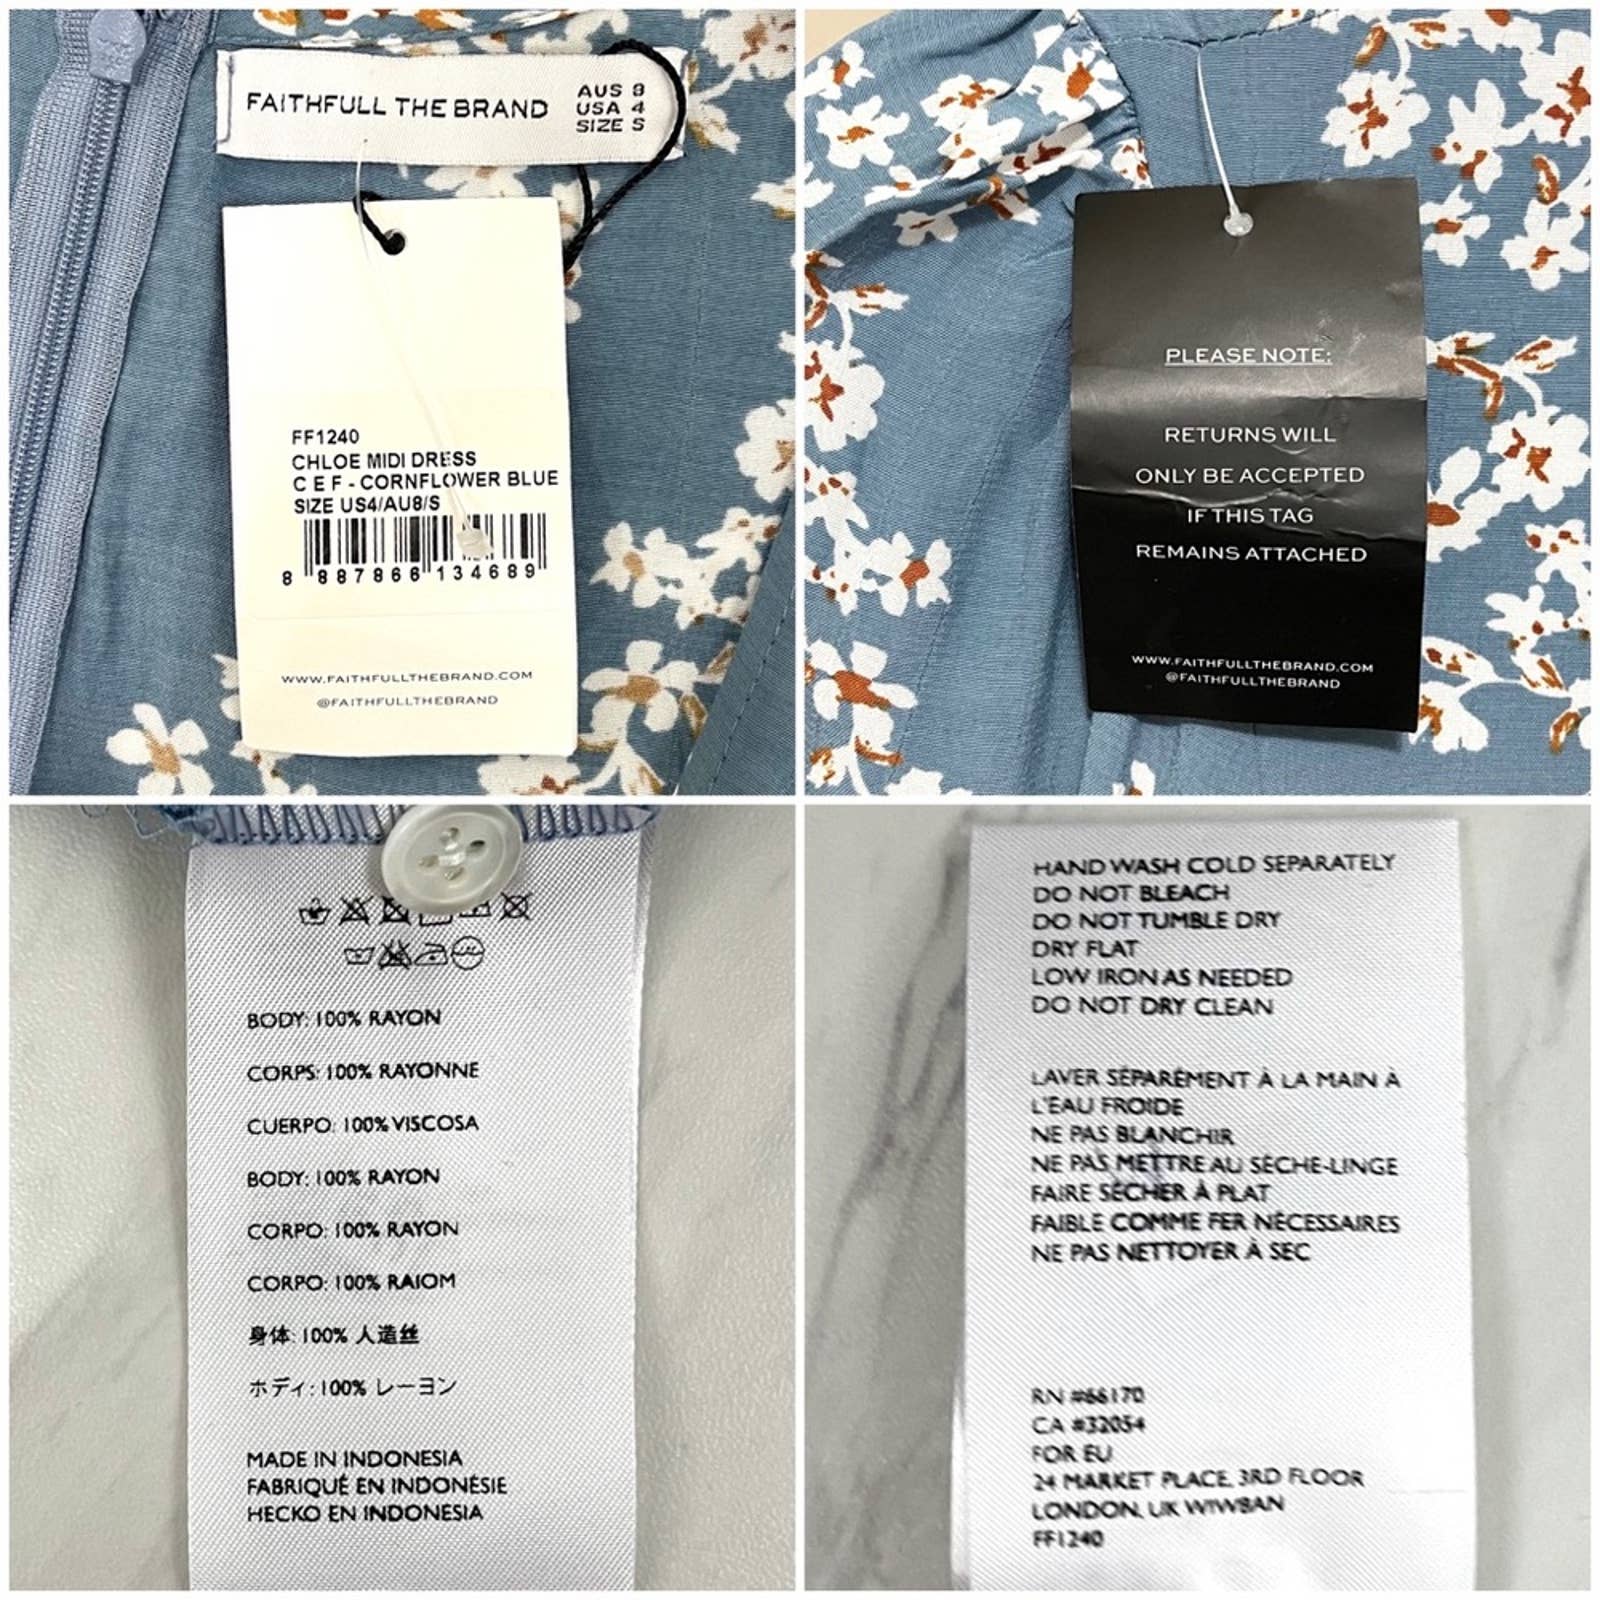 FAITHFULL THE BRAND
AUS 8
USA 4
SIZE S
FF1240
CHLOE MIDI DRESS
C E F - CORNFLOWER BLUE
SIZE US4/AU8/S
8 887866 134689
WWW.FAITHFULLTHEBRAND.COM
@FAITHFULLTHEBRAND
PLEASE NOTE:
RETURNS WILL
ONLY BE ACCEPTED
IF THIS TAG
REMAINS ATTACHED
WWW.FAITHFULLTHEBRAND.COM
@FAITHFULLTHEBRAND
BODY: 100% RAYON
CORPS: 100% RAYONNE
CUERPO: 100% VISCOSA
BODY: 100% RAYON
CORPO: 100% RAYON
CORPO: 100% RAIOM
身体: 100% 人造丝
ホディ: 100% レーヨン
MADE IN INDONESIA
FABRIQUÉ EN INDONÉSIE
HECKO EN INDONESIA
HAND WASH COLD SEPARATELY
DO NOT BLEACH
DO NOT TUMBLE DRY
DRY FLAT
LOW IRON AS NEEDED
DO NOT DRY CLEAN
LAVER SÉPARÉMENT À LA MAIN À
L'EAU FROIDE
NE PAS BLANCHIR
NE PAS METTRE AU SÈCHE-LINGE
FAIRE SÉCHER À PLAT
FAIBLE COMME FER NÉCESSAIRES
NE PAS NETTOYER À SEC
RN #66170
CA #32054
FOR EU
24 MARKET PLACE, 3RD FLOOR
LONDON, UK W1W8AN
FF1240